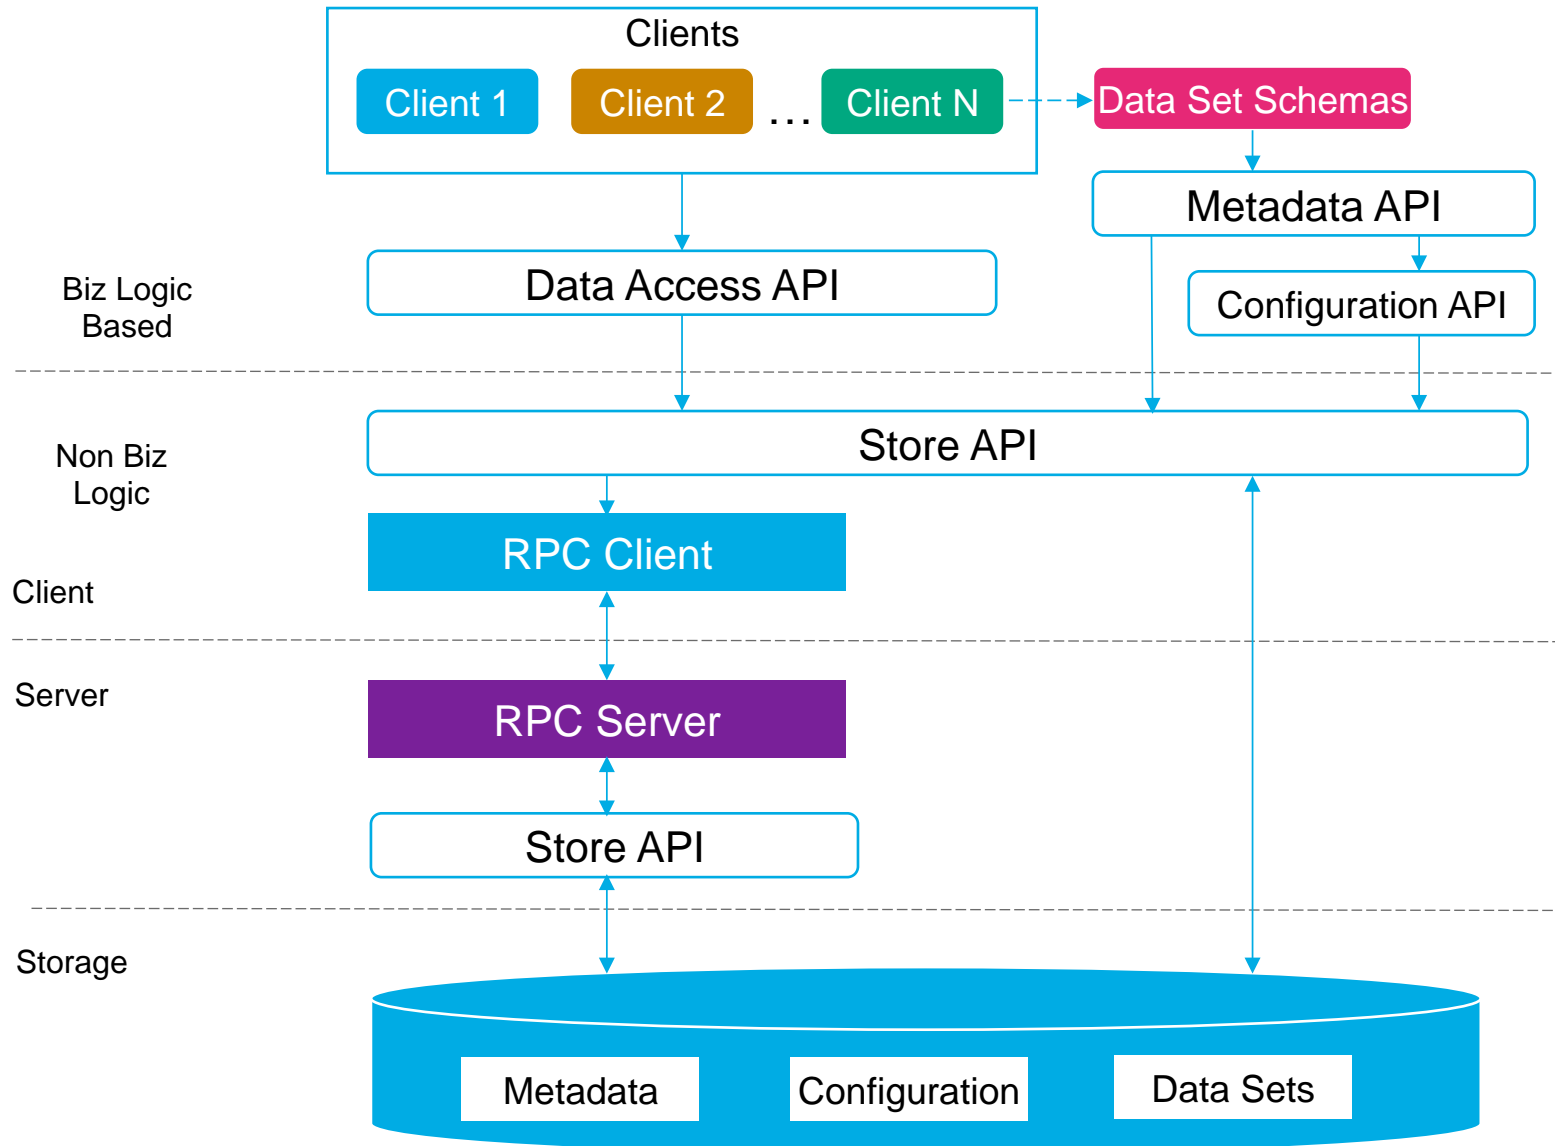 Clients
Client 1
Client 2
...
Client N
Data Set Schemas
Metadata API
Data Access API
Configuration API
Biz Logic
Based
Store API
Non Biz
Logic
RPC Client
Client
Server
RPC Server
Store API
Storage
Metadata
Configuration
Data Sets